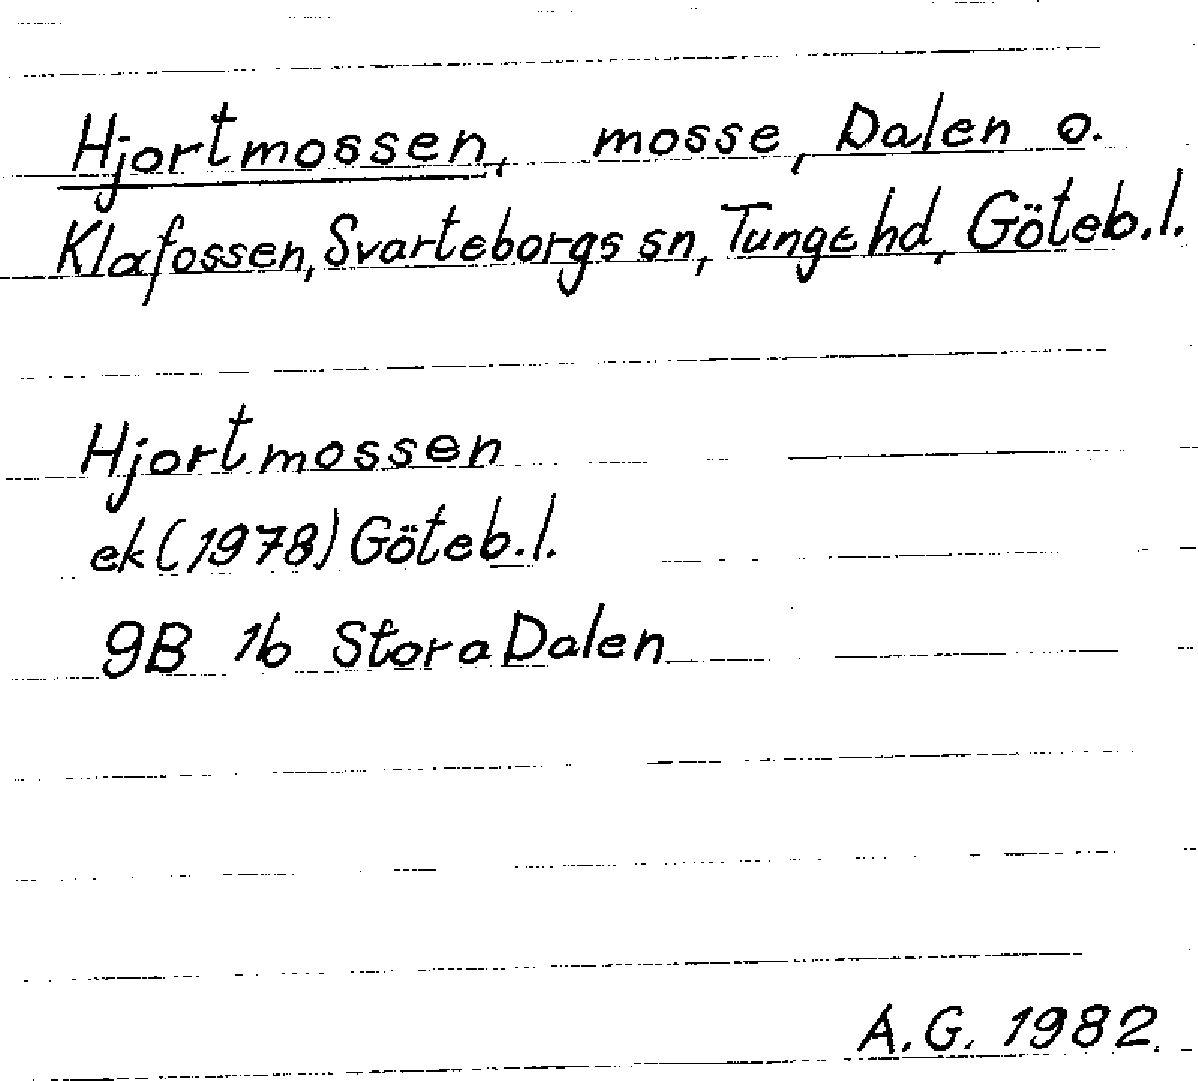 Hjortmossen, mosse, Dalen o.
Klafossen, Svarteborgs sn, Tunge hd, Göteb.l.
Hjortmossen
ek (1978) Göteb.l.
9B 1b Stora Dalen
A.G. 1982.